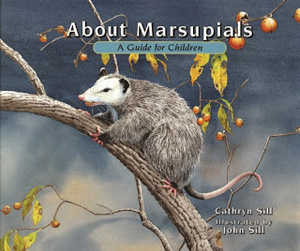 About Marsupials
A Guide for Children
Cathryn Sill
Illustrated by
John Sill